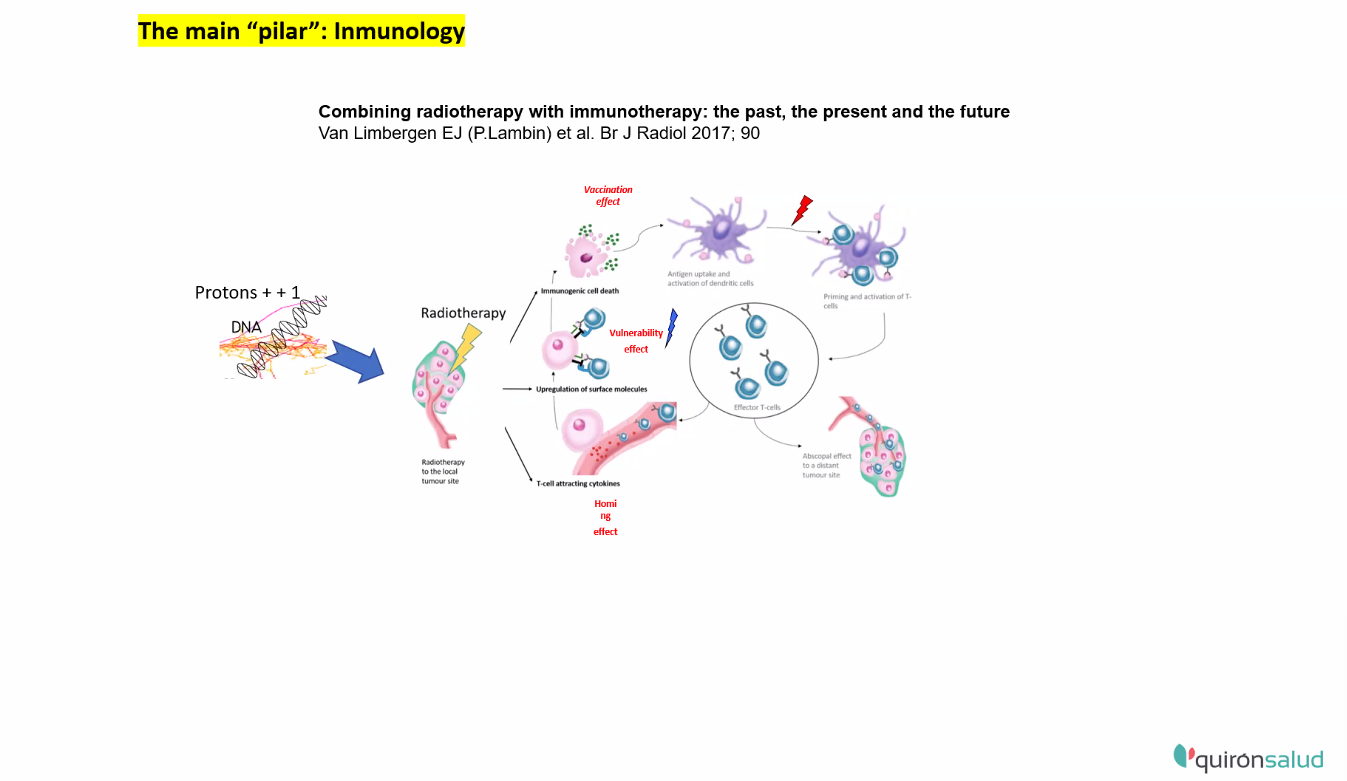 The main “pilar”: Inmunology
Combining radiotherapy with immunotherapy: the past, the present and the future
Van Limbergen EJ (P.Lambin) et al. Br J Radiol 2017; 90
Vaccination
effect
Antigen uptake and
activation of dendritic cells
Priming and activation of T-
cells
Immunogenic cell death
Protons + + 1
DNA
Radiotherapy
Vulnerability
effect
Upregulation of surface molecules
Effector T-cells
Radiotherapy
to the local
tumour site
Abscopal effect
to a distant
tumour site
T-cell attracting cytokines
Homi
ng
effect
quirónsalud